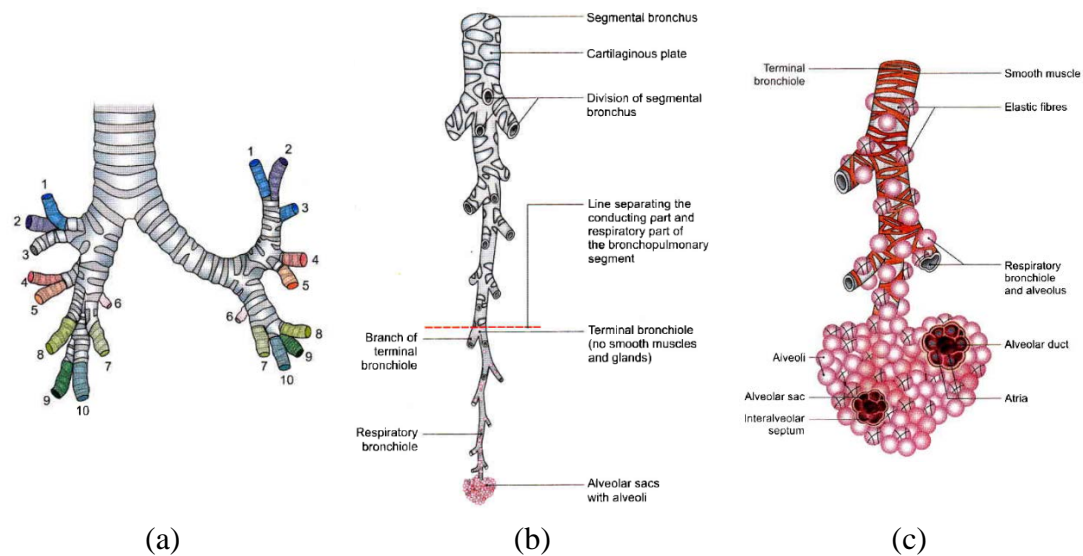 1
2
3
4
5
6
8
7
9
10
1
2
3
4
5
6
7
8
9
10
(a)
Segmental bronchus
Cartilaginous plate
Division of segmental
bronchus
Line separating the
conducting part and
respiratory part of
the bronchopulmonary
segment
Branch of
terminal
bronchiole
Terminal bronchiole
(no smooth muscles
and glands)
Respiratory
bronchiole
Alveolar sacs
with alveoli
(b)
Terminal
bronchiole
Smooth muscle
Elastic fibres
Respiratory
bronchiole
and alveolus
Alveoli
Alveolar duct
Alveolar sac
Atria
Interalveolar
septum
(c)